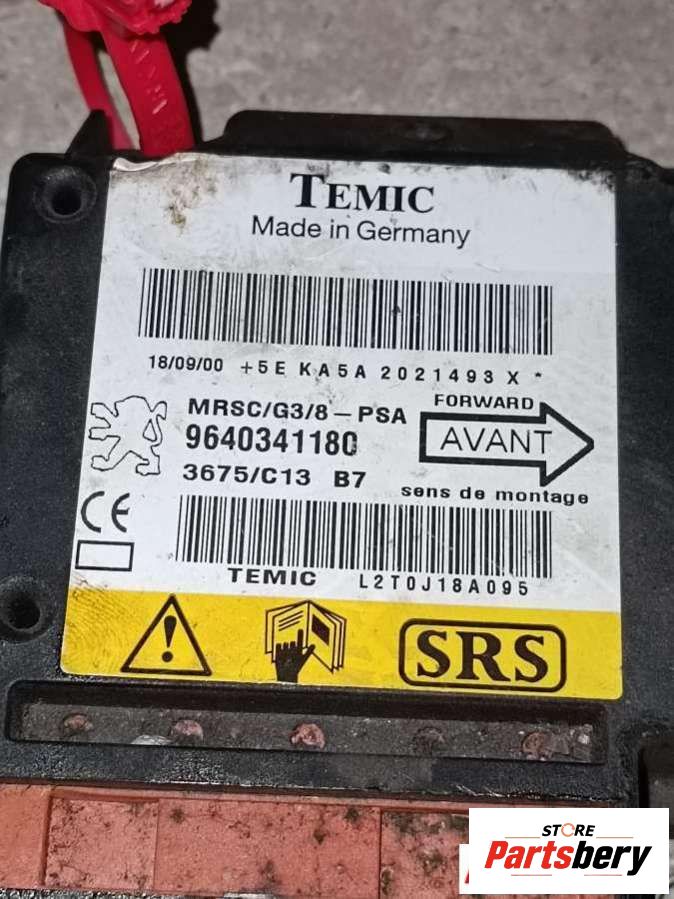 TEMIC
Made in Germany
18/09/00 +5E KA5A 2021493 X *
MRSC/G3/8-PSA
9640341180
3675/C13 B7
FORWARD
AVANT
sens de montage
CE
TEMIC L2T0J18A095
SRS
STORE
Partsbery